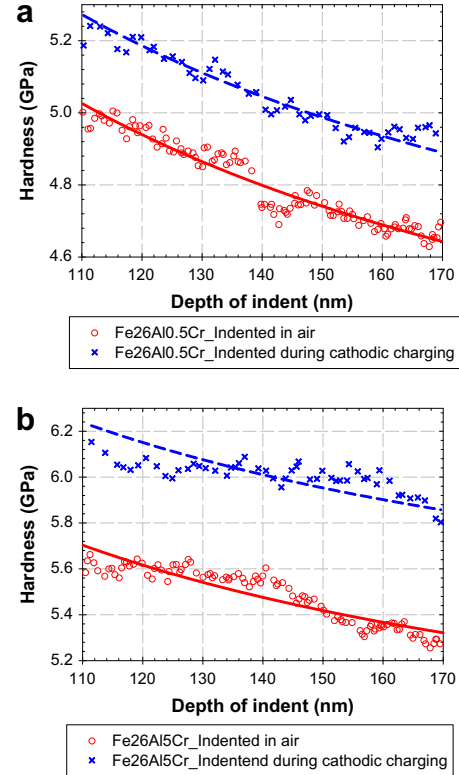 a
5.2
5.0
4.8
4.6
Hardness (GPa)
110 120 130 140 150 160 170
Depth of indent (nm)
Fe26Al0.5Cr_Indented in air
Fe26Al0.5Cr_Indented during cathodic charging
b
6.2
6.0
5.8
5.6
5.4
5.2
Hardness (GPa)
110 120 130 140 150 160 170
Depth of indent (nm)
Fe26Al5Cr_Indented in air
Fe26Al5Cr_Indentend during cathodic charging